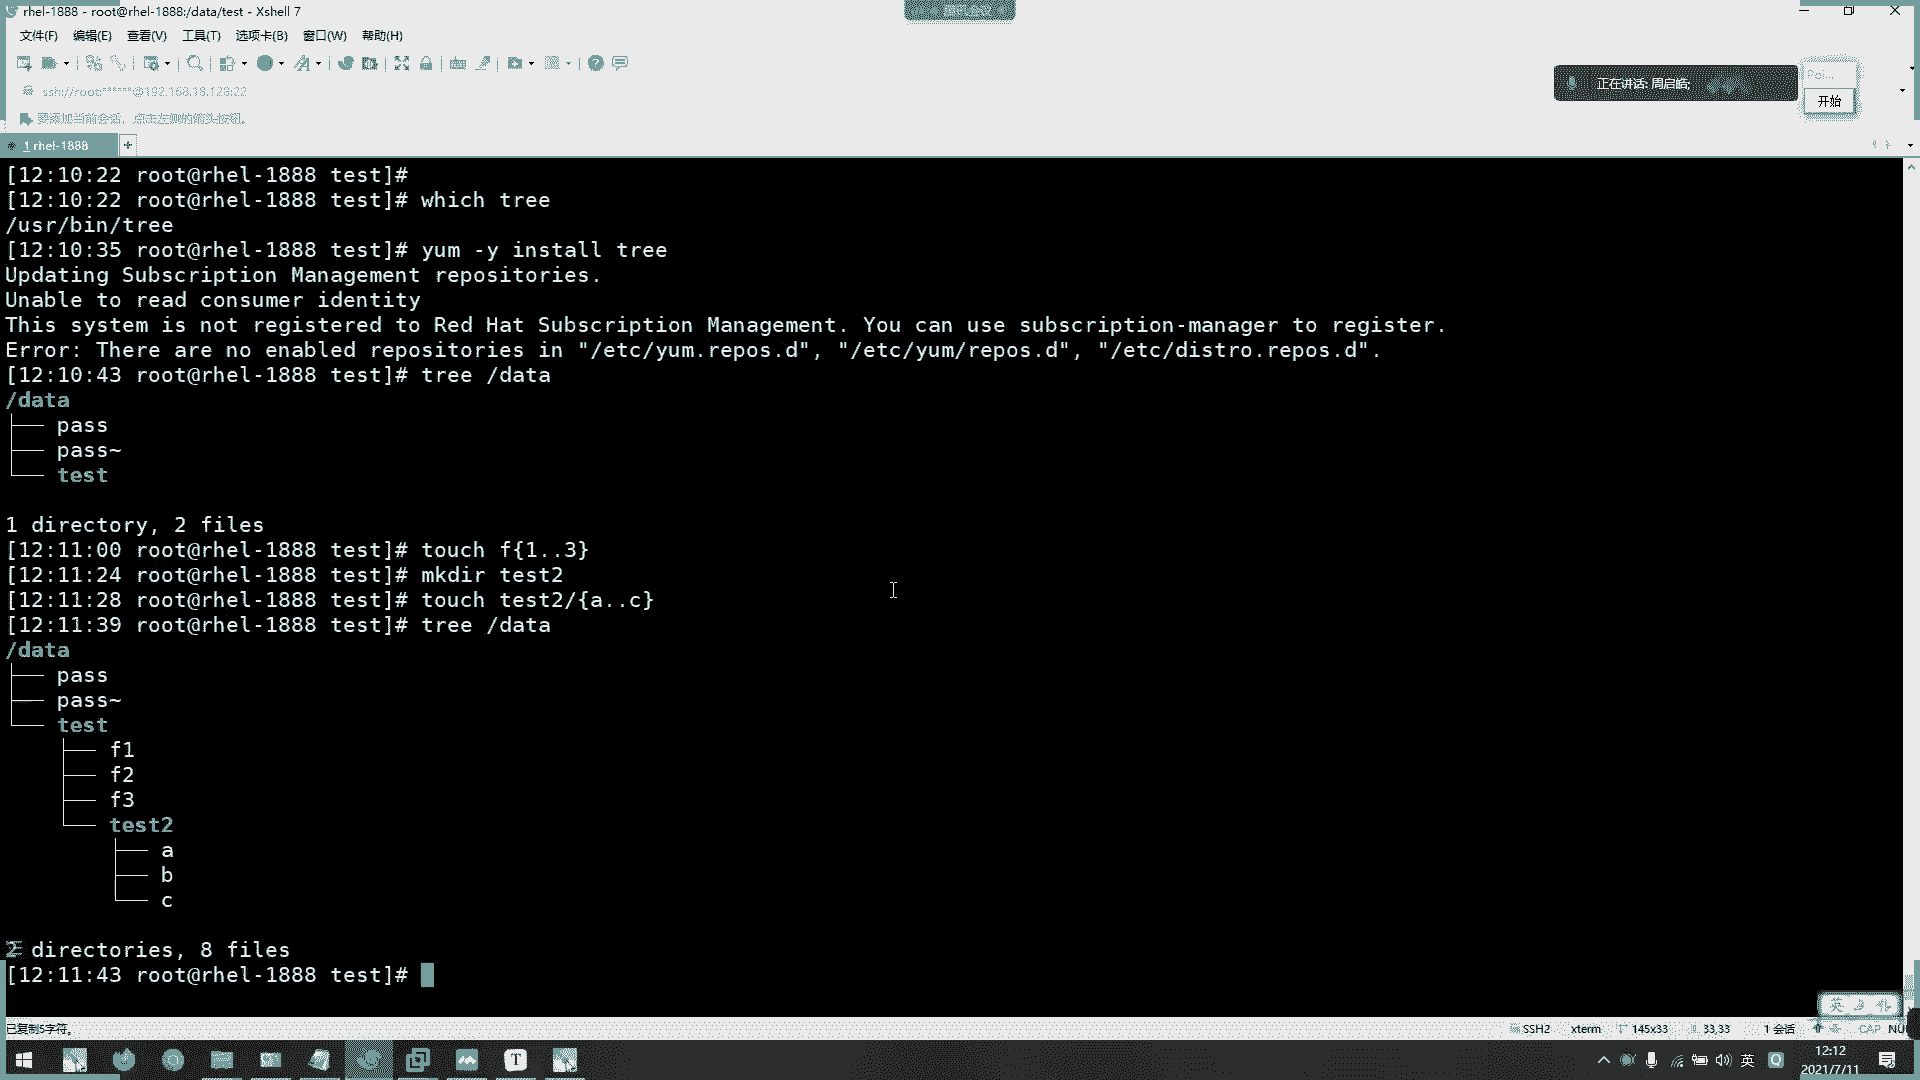 rhel-1888 - root@rhel-1888:/data/test - Xshell 7
文件(F) 编辑(E) 查看(V) 工具(T) 选项卡(B) 窗口(W) 帮助(H)
正在讲话: 周启皓;
Poi...
开始
ssh://root:******@192.168.18.128:22
要添加当前会话，点击左侧的箭头按钮。
1 rhel-1888
[12:10:22 root@rhel-1888 test]#
[12:10:22 root@rhel-1888 test]# which tree
/usr/bin/tree
[12:10:35 root@rhel-1888 test]# yum -y install tree
Updating Subscription Management repositories.
Unable to read consumer identity
This system is not registered to Red Hat Subscription Management. You can use subscription-manager to register.
Error: There are no enabled repositories in "/etc/yum.repos.d", "/etc/yum/repos.d", "/etc/distro.repos.d".
[12:10:43 root@rhel-1888 test]# tree /data
/data
├── pass
├── pass~
└── test
1 directory, 2 files
[12:11:00 root@rhel-1888 test]# touch f{1..3}
[12:11:24 root@rhel-1888 test]# mkdir test2
[12:11:28 root@rhel-1888 test]# touch test2/{a..c}
[12:11:39 root@rhel-1888 test]# tree /data
/data
├── pass
├── pass~
└── test
    ├── f1
    ├── f2
    ├── f3
    └── test2
        ├── a
        ├── b
        └── c
2 directories, 8 files
[12:11:43 root@rhel-1888 test]#
英
已复制5字符。 SSH2 xterm 145x33 33,33 1 会话 CAP NUM
英 12:12
2021/7/11